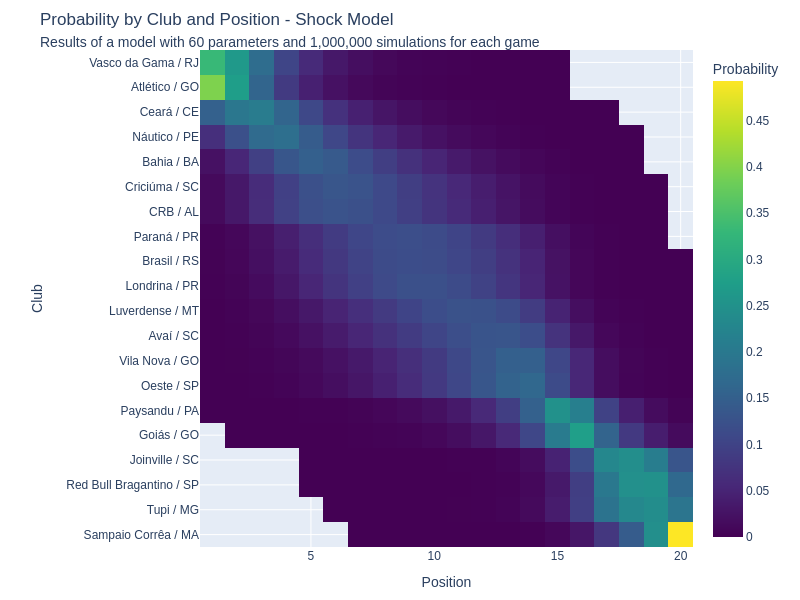 Probability by Club and Position - Shock Model
Results of a model with 60 parameters and 1,000,000 simulations for each game
Probability
Vasco da Gama / RJ
Atlético / GO
Ceará / CE
Náutico / PE
Bahia / BA
Criciúma / SC
CRB / AL
Paraná / PR
Brasil / RS
Londrina / PR
Luverdense / MT
Avaí / SC
Vila Nova / GO
Oeste / SP
Paysandu / PA
Goiás / GO
Joinville / SC
Red Bull Bragantino / SP
Tupi / MG
Sampaio Corrêa / MA
Club
5
10
15
20
Position
0.45
0.4
0.35
0.3
0.25
0.2
0.15
0.1
0.05
0